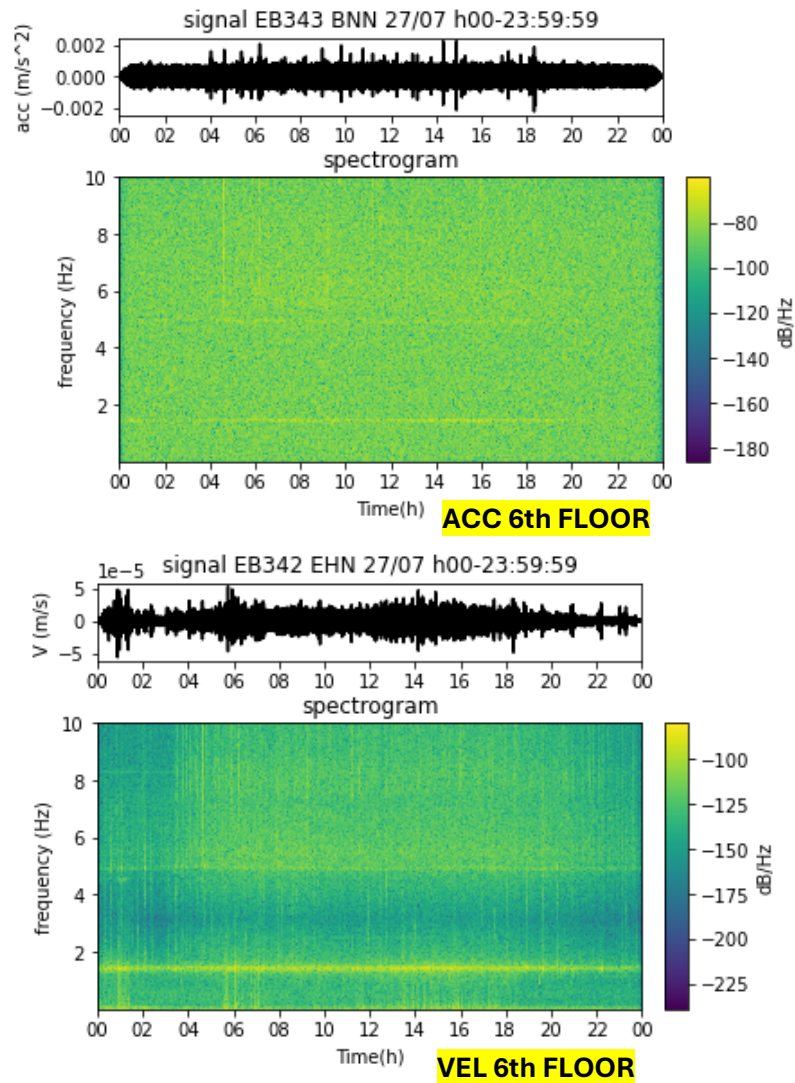 signal EB343 BNN 27/07 h00-23:59:59
acc (m/s^2)
0.002
0.000
−0.002
00 02 04 06 08 10 12 14 16 18 20 22 00
spectrogram
frequency (Hz)
10
8
6
4
2
00 02 04 06 08 10 12 14 16 18 20 22 00
Time(h)
−80
−100
−120
−140
−160
−180
dB/Hz
ACC 6th FLOOR
1e−5 signal EB342 EHN 27/07 h00-23:59:59
V (m/s)
5
0
−5
00 02 04 06 08 10 12 14 16 18 20 22 00
spectrogram
frequency (Hz)
10
8
6
4
2
00 02 04 06 08 10 12 14 16 18 20 22 00
Time(h)
−100
−125
−150
−175
−200
−225
dB/Hz
VEL 6th FLOOR